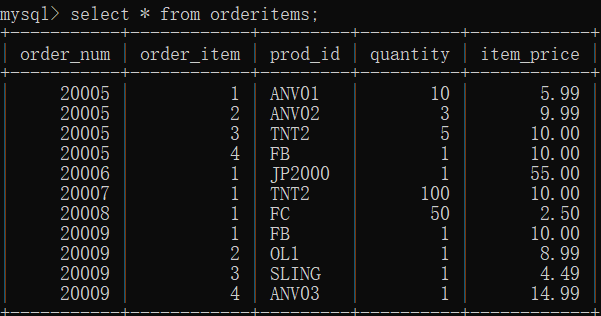 mysql> select * from orderitems;
+-----------+------------+---------+----------+------------+
| order_num | order_item | prod_id | quantity | item_price |
+-----------+------------+---------+----------+------------+
| 20005 | 1 | ANV01 | 10 | 5.99 |
| 20005 | 2 | ANV02 | 3 | 9.99 |
| 20005 | 3 | TNT2 | 5 | 10.00 |
| 20005 | 4 | FB | 1 | 10.00 |
| 20006 | 1 | JP2000 | 1 | 55.00 |
| 20007 | 1 | TNT2 | 100 | 10.00 |
| 20008 | 1 | FC | 50 | 2.50 |
| 20009 | 1 | FB | 1 | 10.00 |
| 20009 | 2 | OL1 | 1 | 8.99 |
| 20009 | 3 | SLING | 1 | 4.49 |
| 20009 | 4 | ANV03 | 1 | 14.99 |
+-----------+------------+---------+----------+------------+